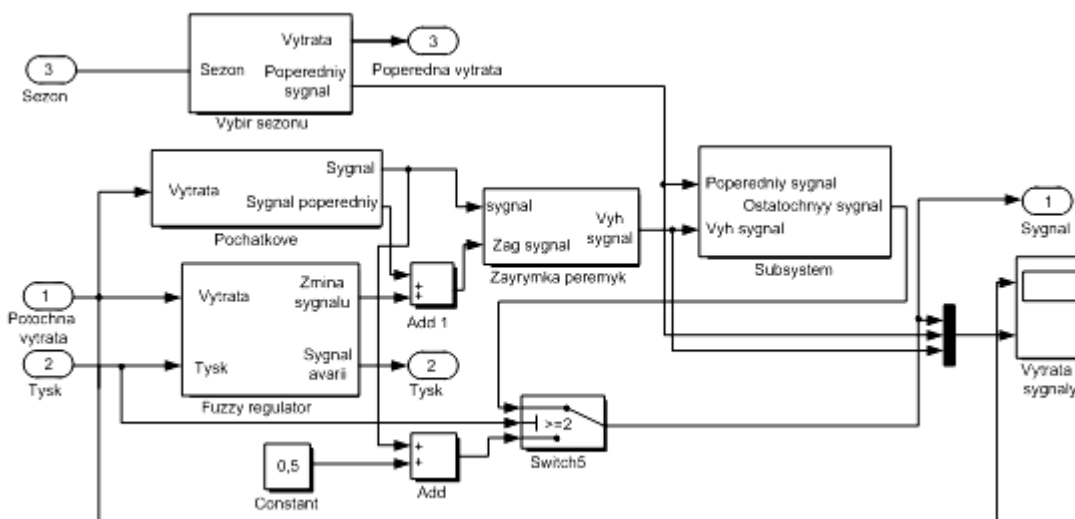 3
Sezon
Sezon
Vytrata
Poperedniy
sygnal
Vybir sezonu
3
Poperedna vytrata
Vytrata
Sygnal
Sygnal poperedniy
Pochatkove
sygnal
Zag sygnal
Vyh
sygnal
Zayrymka peremyk
Poperedniy sygnal
Ostatochnyy sygnal
Vyh sygnal
Subsystem
1
Sygnal
1
Potochna
vytrata
2
Tysk
Vytrata
Tysk
Zmina
sygnalu
Sygnal
avarii
Fuzzy regulator
+
+
Add 1
2
Tysk
Vytrata
sygnaly
>=2
Switch5
0,5
Constant
+
+
Add